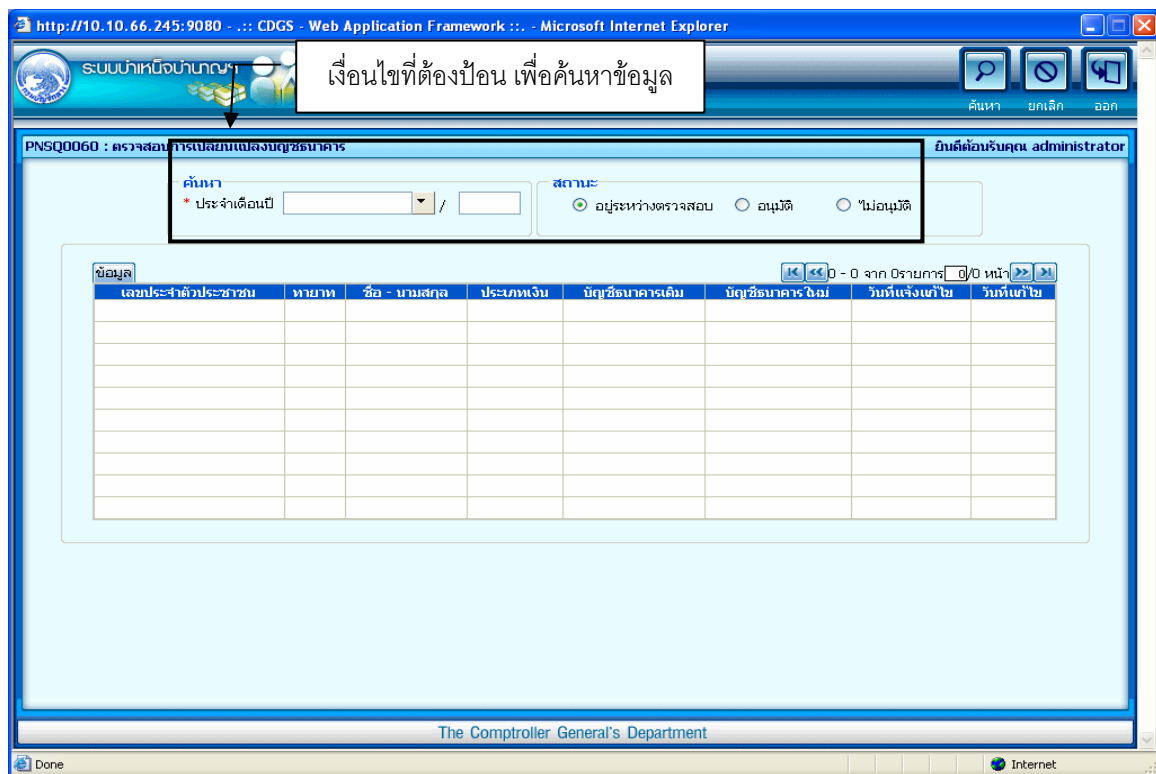 http://10.10.66.245:9080 - .:: CDGS - Web Application Framework ::. - Microsoft Internet Explorer
ระบบบำเหน็จบำนาญฯ
เงื่อนไขที่ต้องป้อน เพื่อค้นหาข้อมูล
ค้นหา ยกเลิก ออก
PNSQ0060 : ตรวจสอบการเปลี่ยนแปลงบัญชีธนาคาร ยินดีต้อนรับคุณ administrator
ค้นหา สถานะ
* ประจำเดือนปี / อยู่ระหว่างตรวจสอบ อนุมัติ ไม่อนุมัติ
ข้อมูล 0 - 0 จาก 0รายการ 0/0 หน้า
เลขประจำตัวประชาชน ทายาท ชื่อ - นามสกุล ประเภทเงิน บัญชีธนาคารเดิม บัญชีธนาคารใหม่ วันที่แจ้งแก้ไข วันที่แก้ไข
The Comptroller General's Department
Done Internet